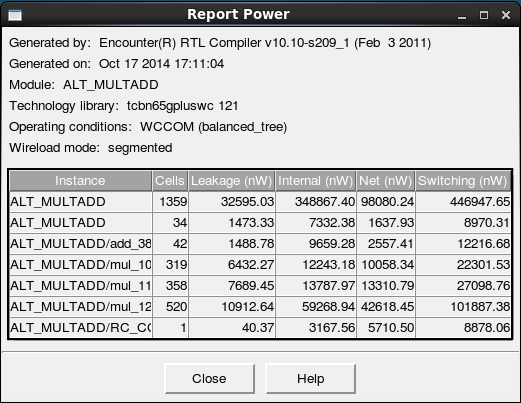 Report Power
Generated by: Encounter(R) RTL Compiler v10.10-s209_1 (Feb 3 2011)
Generated on: Oct 17 2014 17:11:04
Module: ALT_MULTADD
Technology library: tcbn65gpluswc 121
Operating conditions: WCCOM (balanced_tree)
Wireload mode: segmented
Instance Cells Leakage (nW) Internal (nW) Net (nW) Switching (nW)
ALT_MULTADD 1359 32595.03 348867.40 98080.24 446947.65
ALT_MULTADD 34 1473.33 7332.38 1637.93 8970.31
ALT_MULTADD/add_38 42 1488.78 9659.28 2557.41 12216.68
ALT_MULTADD/mul_10 319 6432.27 12243.18 10058.34 22301.53
ALT_MULTADD/mul_11 358 7689.45 13787.97 13310.79 27098.76
ALT_MULTADD/mul_12 520 10912.64 59268.94 42618.45 101887.38
ALT_MULTADD/RC_CG 1 40.37 3167.56 5710.50 8878.06
Close Help